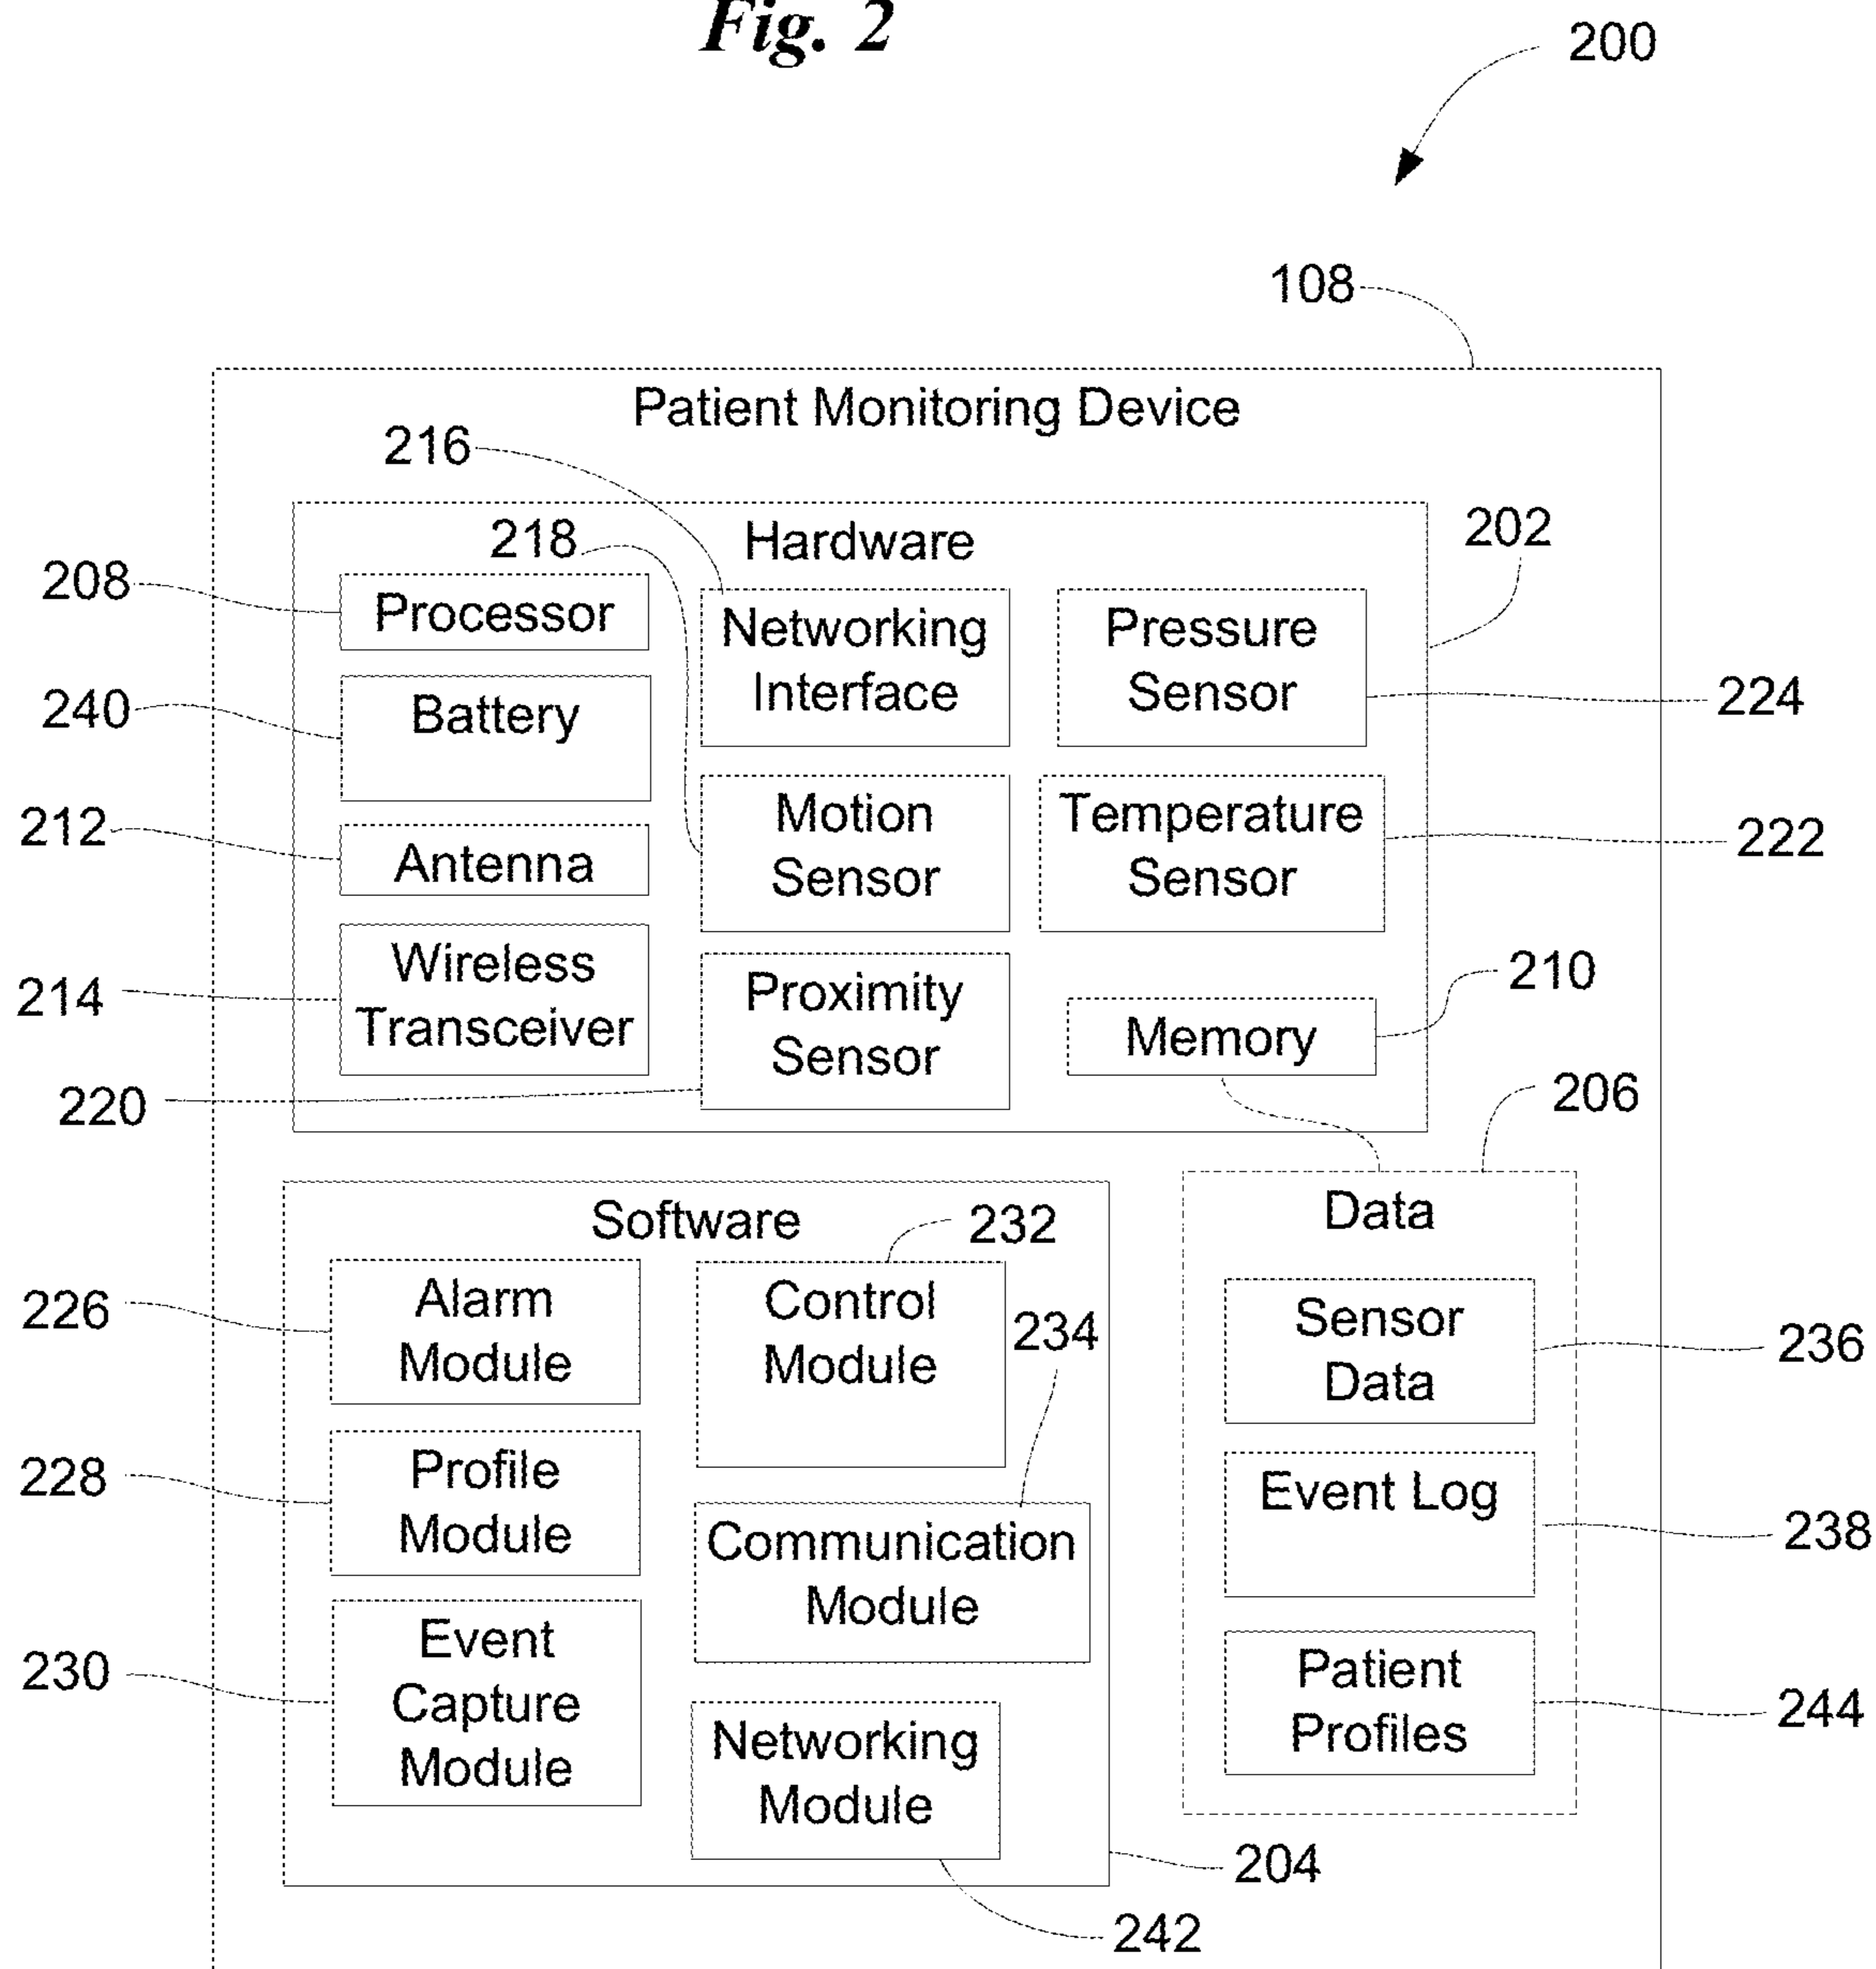 Fig. 2
200
108
Patient Monitoring Device
216
218
Hardware
202
208
Processor
Networking
Interface
Pressure
Sensor
240
Battery
224
212
Antenna
Motion
Sensor
Temperature
Sensor
222
214
Wireless
Transceiver
Proximity
Sensor
210
Memory
220
206
Software
232
Data
226
Alarm
Module
Control
Module
234
Sensor
Data
236
228
Profile
Module
Communication
Module
Event Log
238
230
Event
Capture
Module
Networking
Module
Patient
Profiles
244
204
242